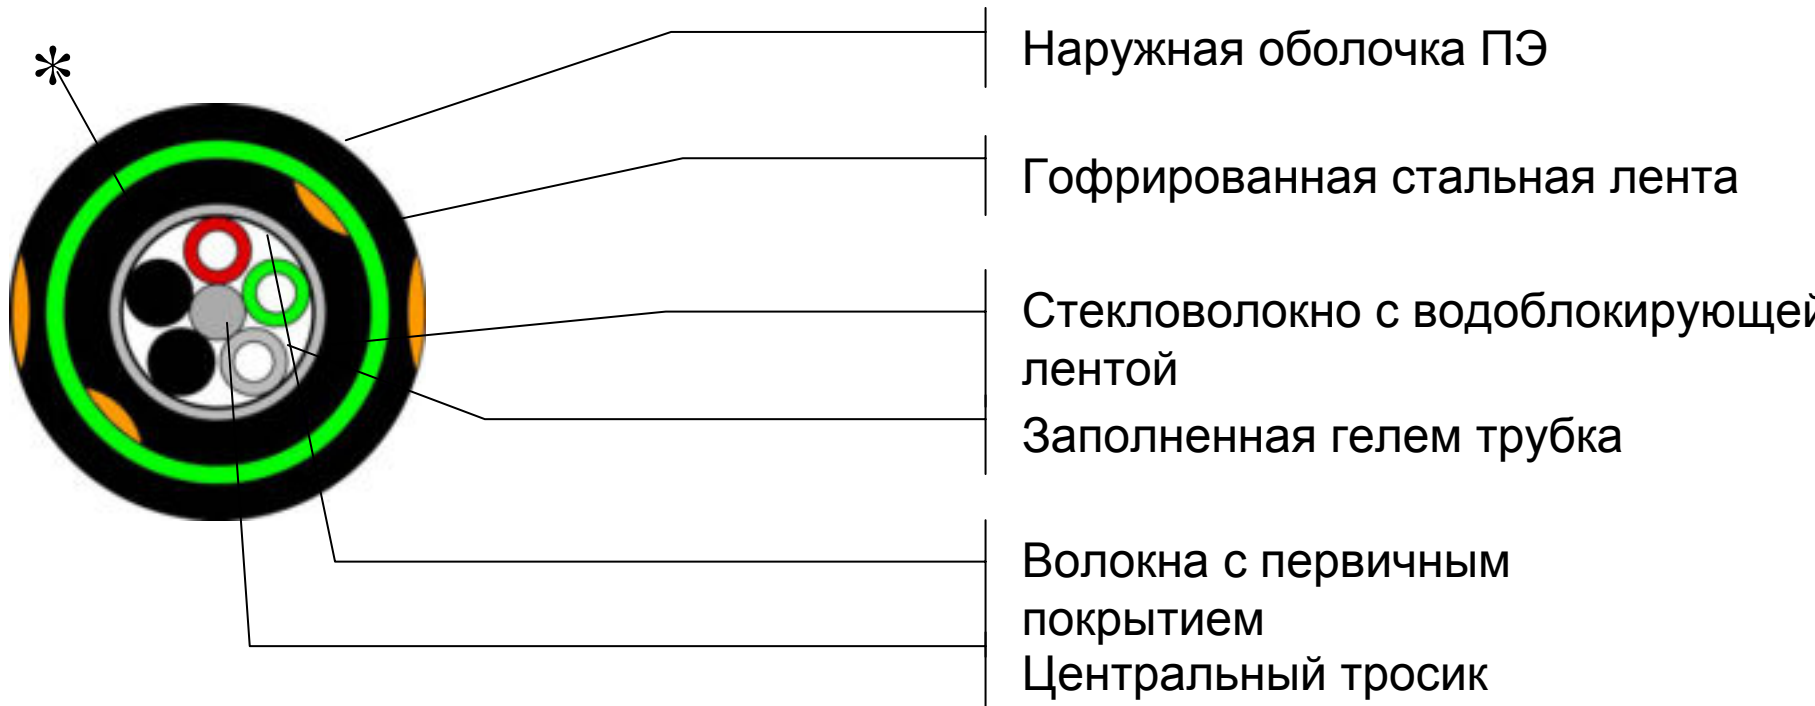 *
Наружная оболочка ПЭ
Гофрированная стальная лента
Стекловолокно с водоблокирующей
лентой
Заполненная гелем трубка
Волокна с первичным
покрытием
Центральный тросик